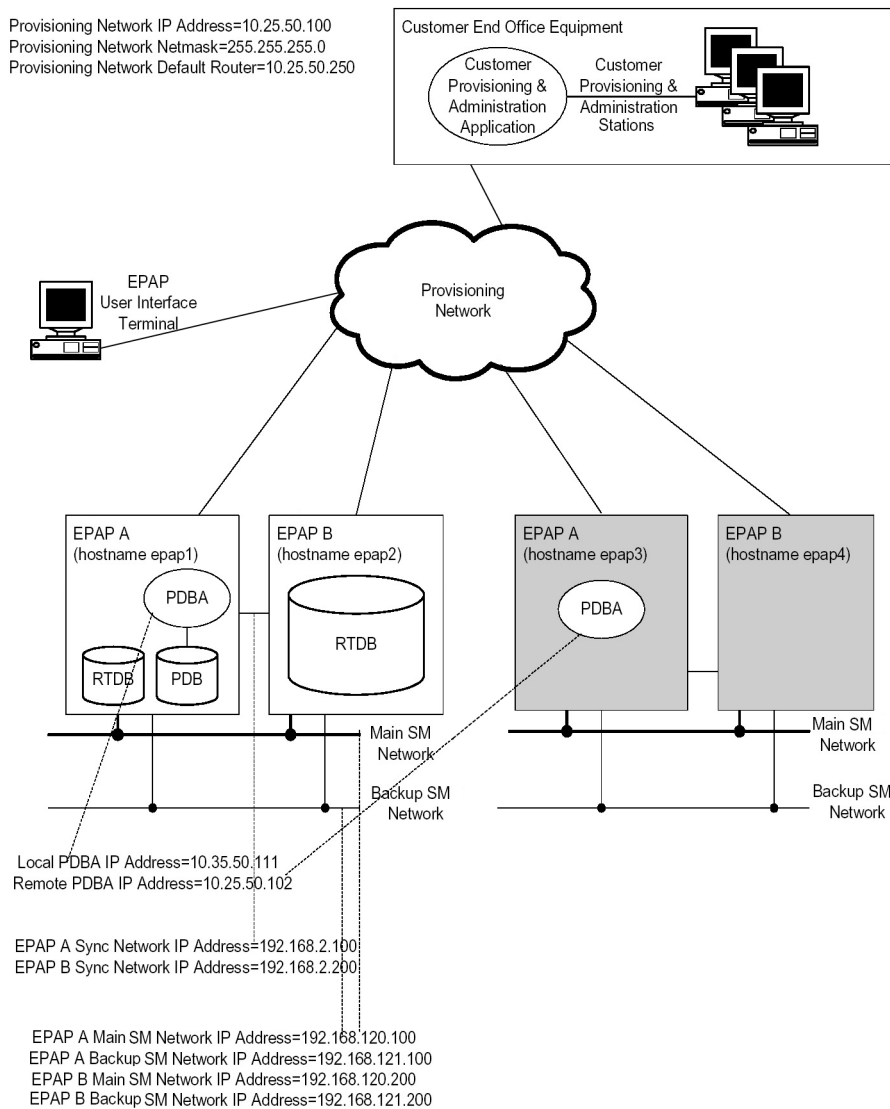 Provisioning Network IP Address=10.25.50.100
Provisioning Network Netmask=255.255.255.0
Provisioning Network Default Router=10.25.50.250
Customer End Office Equipment
Customer
Provisioning &
Administration
Application
Customer
Provisioning &
Administration
Stations
EPAP
User Interface
Terminal
Provisioning
Network
EPAP A
(hostname epap1)
PDBA
RTDB
PDB
EPAP B
(hostname epap2)
RTDB
EPAP A
(hostname epap3)
PDBA
EPAP B
(hostname epap4)
Main SM
Network
Backup SM
Network
Main SM
Network
Backup SM
Network
Local PDBA IP Address=10.35.50.111
Remote PDBA IP Address=10.25.50.102
EPAP A Sync Network IP Address=192.168.2.100
EPAP B Sync Network IP Address=192.168.2.200
EPAP A Main SM Network IP Address=192.168.120.100
EPAP A Backup SM Network IP Address=192.168.121.100
EPAP B Main SM Network IP Address=192.168.120.200
EPAP B Backup SM Network IP Address=192.168.121.200